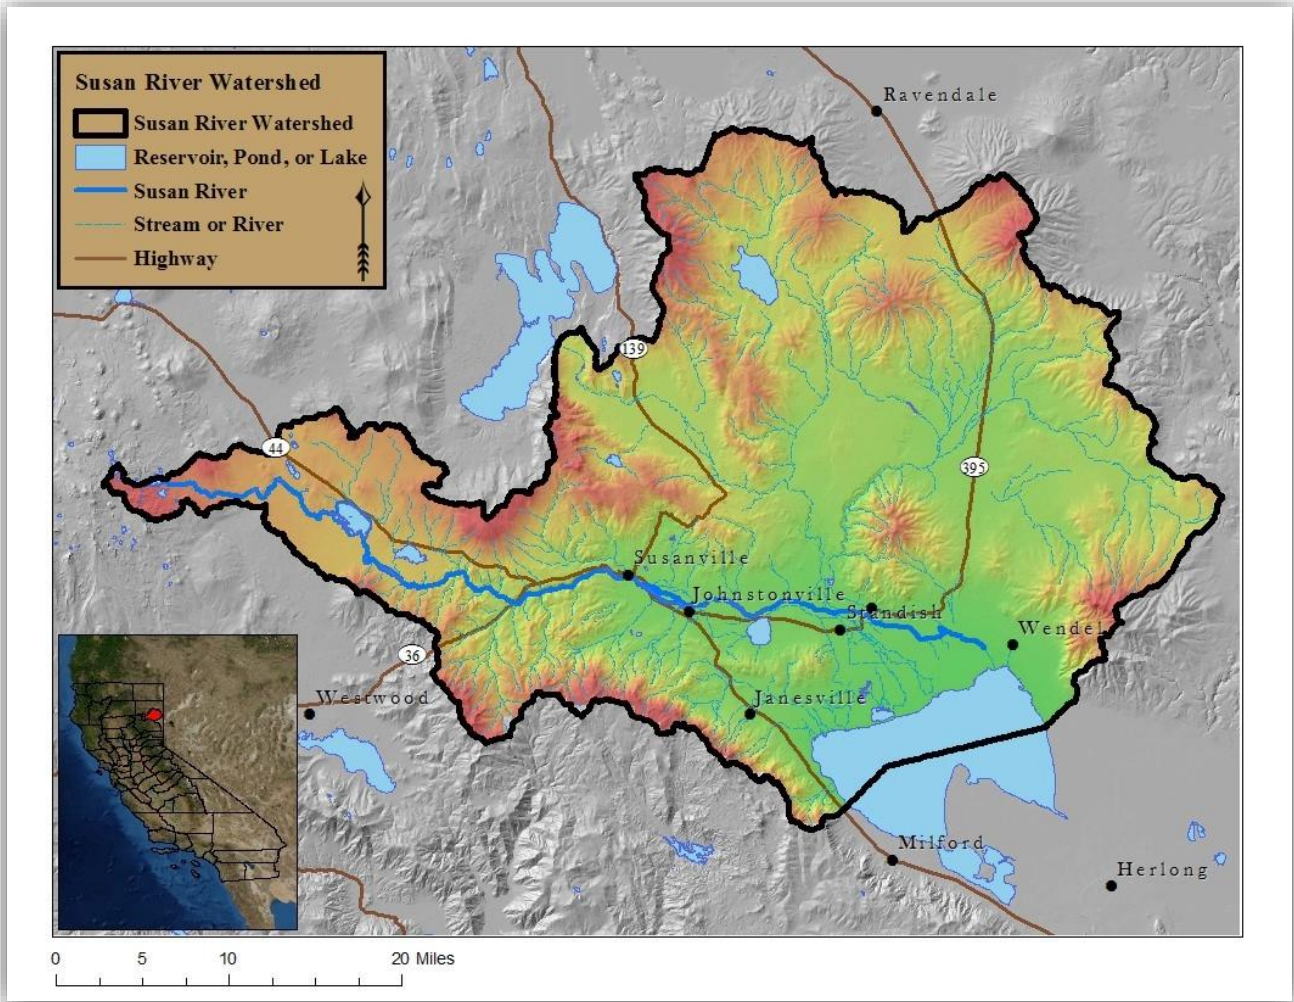 Susan River Watershed
Susan River Watershed
Reservoir, Pond, or Lake
Susan River
Stream or River
Highway
Ravendale
139
44
395
Susanville
Johnstonville
Standish
Wendel
36
Westwood
Janesville
Milford
Herlong
0 5 10 20 Miles